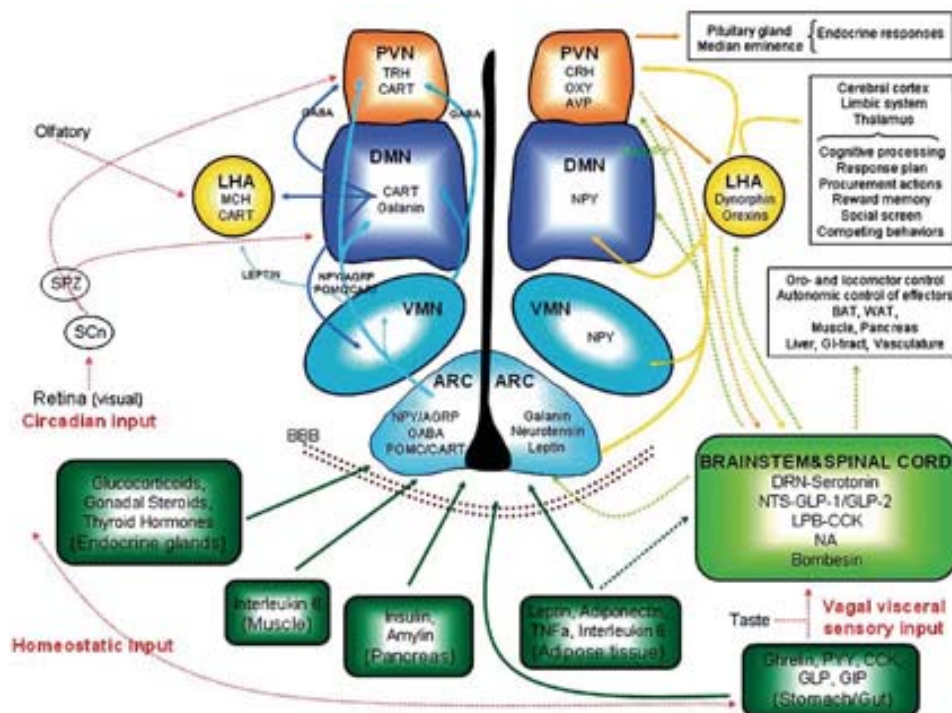 PVN
TRH
CART
PVN
CRH
OXY
AVP
Pituitary gland
Median eminence
Endocrine responses
Cerebral cortex
Limbic system
Thalamus
Cognitive processing
Response plan
Procurement actions
Reward memory
Social screen
Competing behaviors
GABA
GABA
Olfatory
DMN
CART
Galanin
DMN
NPY
LHA
MCH
CART
LHA
Dynorphin
Orexins
LEPTIN
NPY/AGRP
POMC/CART
SPZ
SCn
Retina (visual)
Circadian input
VMN
VMN
NPY
Oro- and locomotor control
Autonomic control of effectors
BAT, WAT,
Muscle, Pancreas
Liver, GI-tract, Vasculature
ARC
NPY/AGRP
GABA
POMC/CART
ARC
Galanin
Neurotensin
Leptin
BBB
BRAINSTEM&SPINAL CORD
DRN-Serotonin
NTS-GLP-1/GLP-2
LPB-CCK
NA
Bombesin
Glucocorticoids,
Gonadal Steroids,
Thyroid Hormones
(Endocrine glands)
Interleukin 6
(Muscle)
Insulin,
Amylin
(Pancreas)
Leptin, Adiponectin,
TNFa, Interleukin 6
(Adipose tissue)
Taste
Vagal visceral
sensory input
Homeostatic input
Ghrelin, PYY, CCK,
GLP, GIP
(Stomach/Gut)